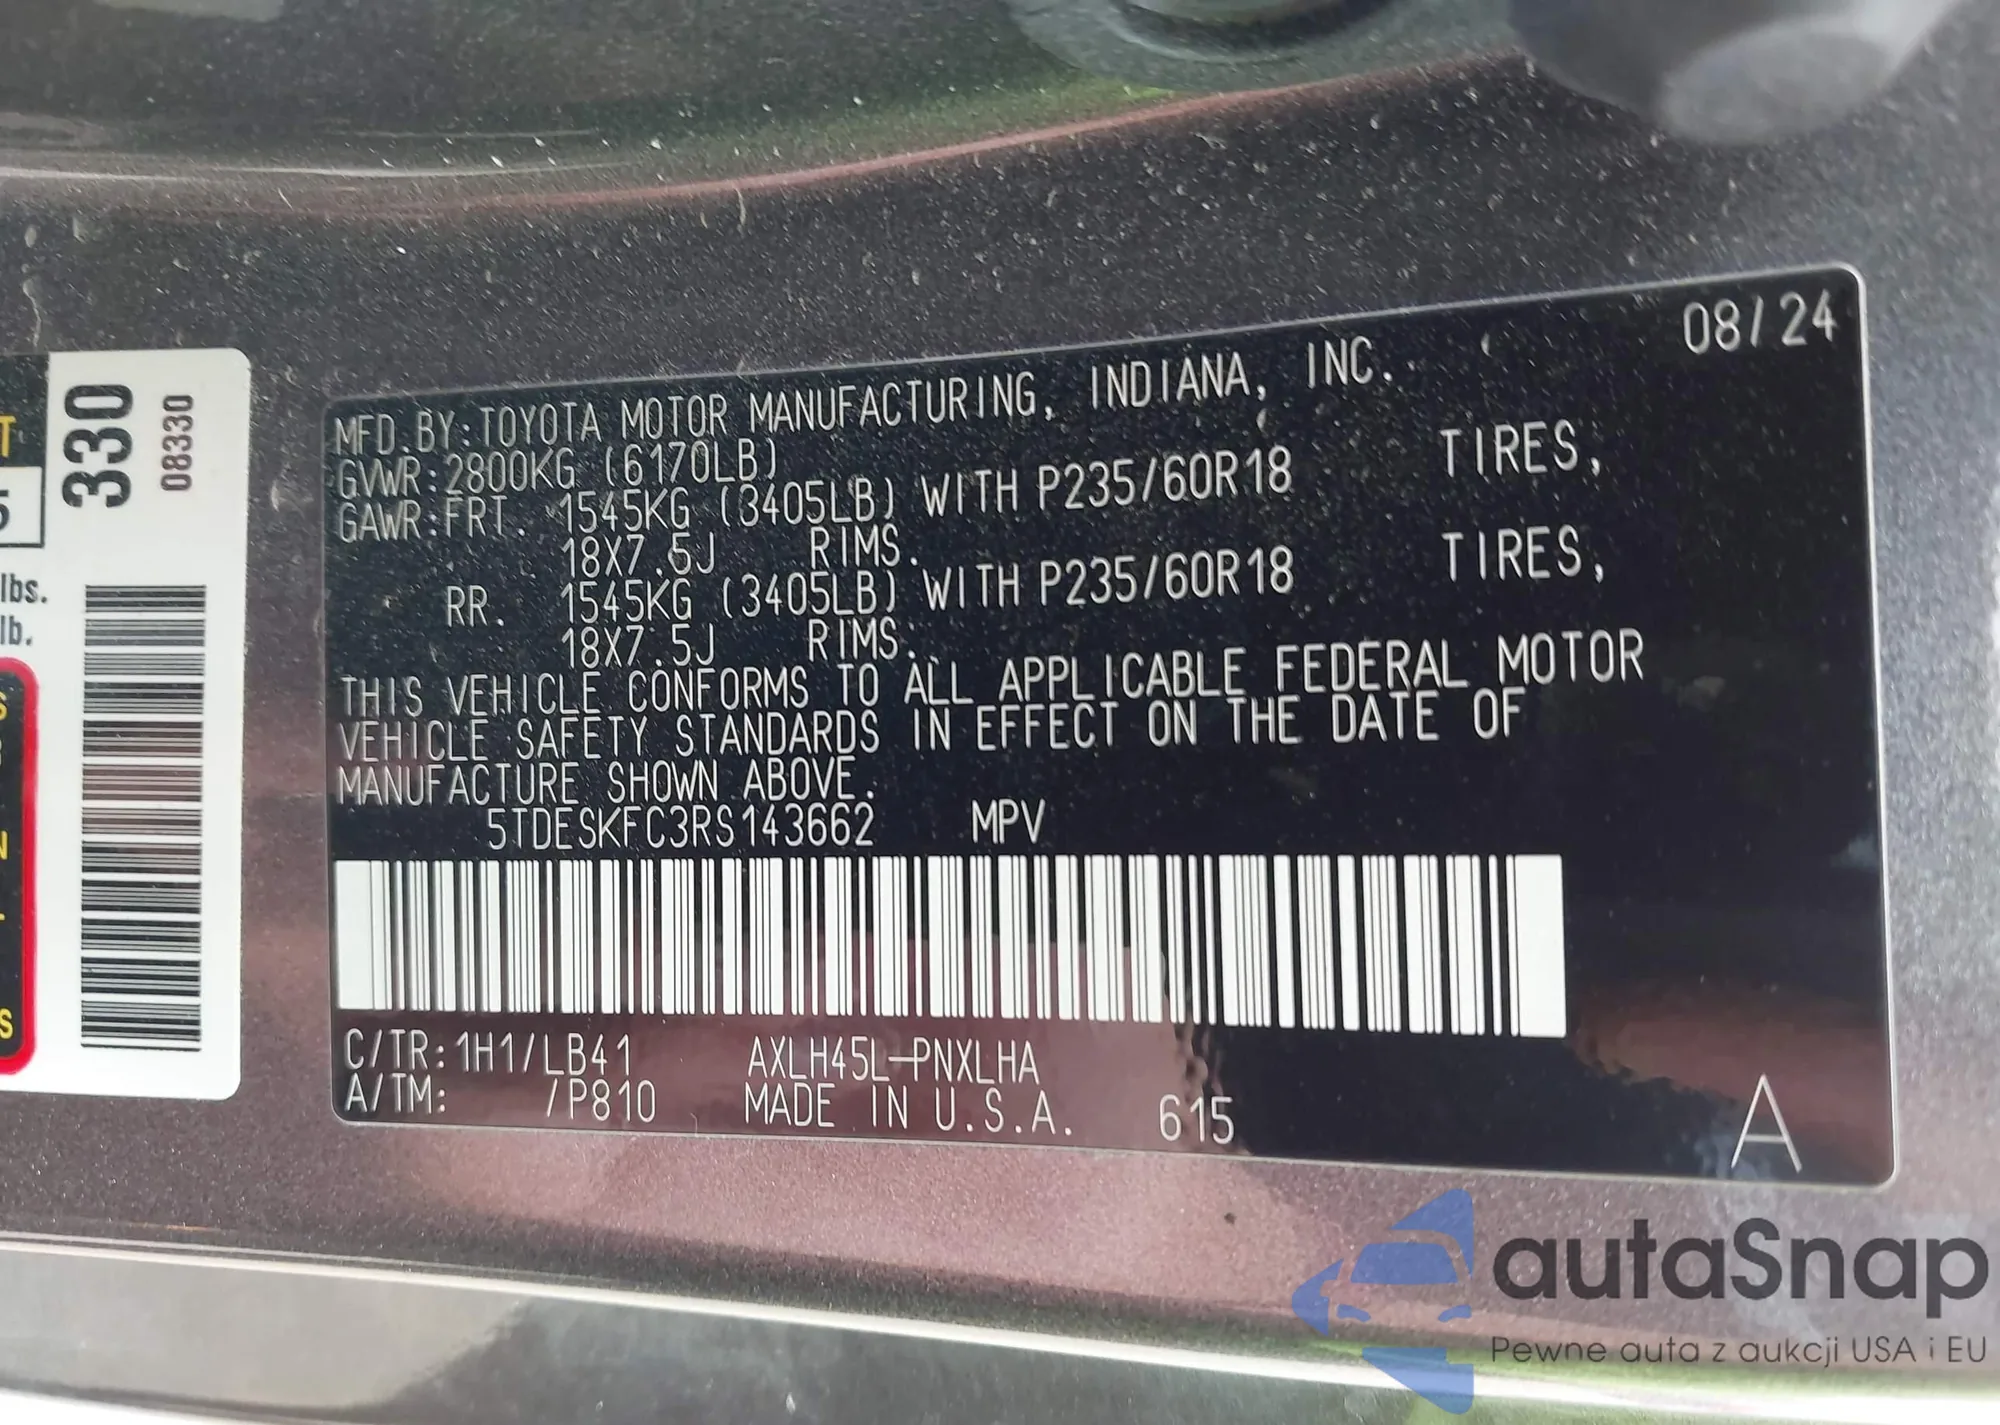 08/24
MFD.BY:TOYOTA MOTOR MANUFACTURING, INDIANA, INC.
GVWR:2800KG (6170LB)
GAWR:FRT. 1545KG (3405LB) WITH P235/60R18 TIRES,
18X7.5J RIMS.
RR. 1545KG (3405LB) WITH P235/60R18 TIRES,
18X7.5J RIMS.
THIS VEHICLE CONFORMS TO ALL APPLICABLE FEDERAL MOTOR
VEHICLE SAFETY STANDARDS IN EFFECT ON THE DATE OF
MANUFACTURE SHOWN ABOVE.
5TDESKFC3RS143662 MPV
C/TR:1H1/LB41 AXLH45L-PNXLHA
A/TM: /P810 MADE IN U.S.A. 615
A
330
08330
lbs.
lb.
autaSnap
Pewne auta z aukcji USA i EU